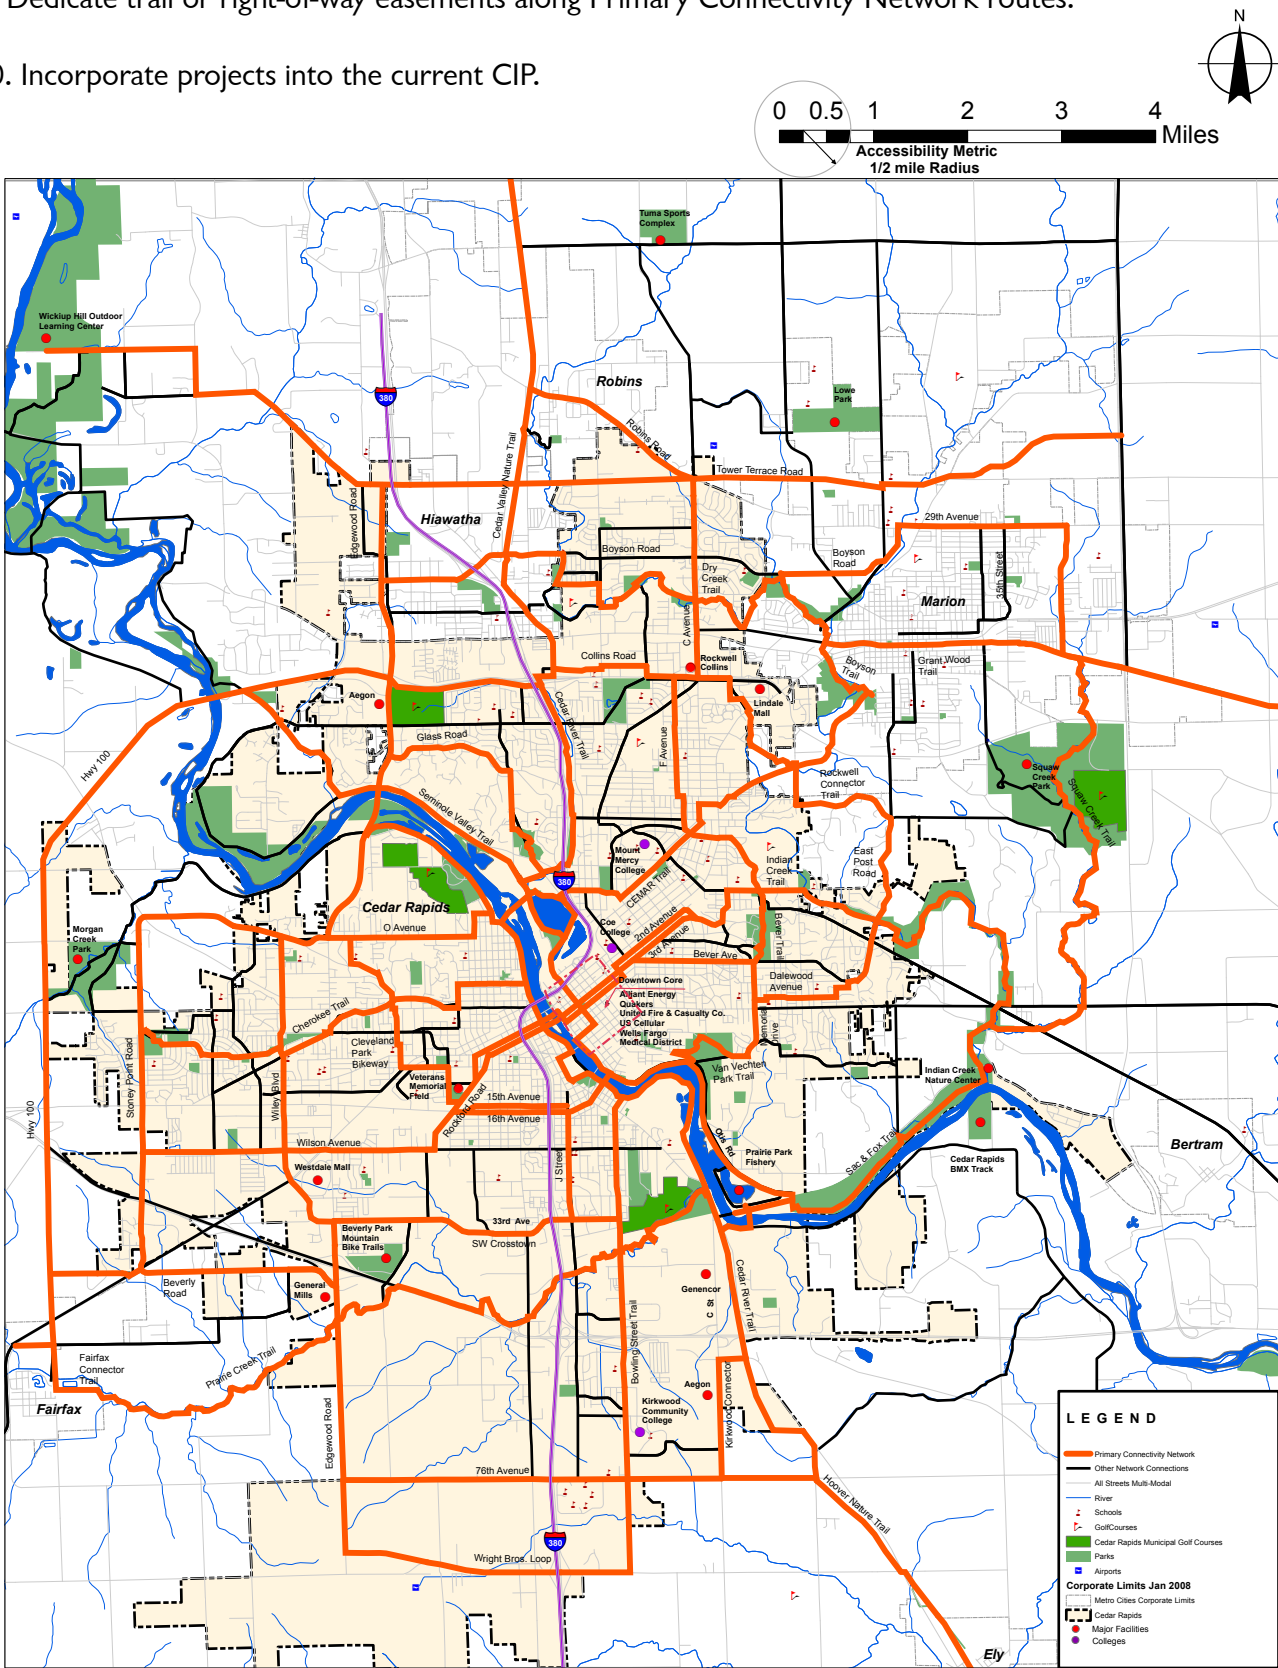 Dedicate trail or right-of-way easements along Primary Connectivity Network routes.
0. Incorporate projects into the current CIP.
N
0 0.5 1 2 3 4
Miles
Accessibility Metric
1/2 mile Radius
Tuma Sports
Complex
Wickiup Hill Outdoor
Learning Center
Robins
380
Lowe
Park
Robins Road
Cedar Valley Nature Trail
Tower Terrace Road
Edgewood Road
Hiawatha
29th Avenue
Boyson Road
Boyson
Road
35th Street
Dry
Creek
Trail
Marion
C Avenue
Collins Road
Rockwell
Collins
Boyson
Trail
Grant Wood
Trail
Aegon
Lindale
Mall
Cedar River Trail
Glass Road
F Avenue
Hwy 100
Rockwell
Connector
Trail
Squaw
Creek
Park
Squaw Creek Trail
Seminole Valley Trail
Mount
Mercy
College
Indian
Creek
Trail
East
Post
Road
380
CEMAR Trail
Cedar Rapids
O Avenue
Coe
College
2nd Avenue
3rd Avenue
Bever Trail
Morgan
Creek
Park
Bever Ave
Downtown Core
Dalewood
Avenue
Alliant Energy
Quakers
United Fire & Casualty Co.
US Cellular
Wells Fargo
Medical District
Cherokee Trail
Memorial
Drive
Cleveland
Park
Bikeway
Stoney Point Road
Wiley Blvd
Van Vechten
Park Trail
Indian Creek
Nature Center
Veterans
Memorial
Field
Rockford Road
15th Avenue
16th Avenue
Hwy 100
Otis Rd
Sac & Fox Trail
Wilson Avenue
J Street
Prairie Park
Fishery
Bertram
Cedar Rapids
BMX Track
Westdale Mall
33rd Ave
Beverly Park
Mountain
Bike Trails
SW Crosstown
Beverly
Road
General
Mills
Genencor
C St
Cedar River Trail
Bowling Street Trail
Fairfax
Connector
Trail
Prairie Creek Trail
Fairfax
Aegon
Kirkwood
Community
College
Kirkwood Connector
Edgewood Road
76th Avenue
Hoover Nature Trail
380
Wright Bros. Loop
Ely
LEGEND
Primary Connectivity Network
Other Network Connections
All Streets Multi-Modal
River
Schools
GolfCourses
Cedar Rapids Municipal Golf Courses
Parks
Airports
Corporate Limits Jan 2008
Metro Cities Corporate Limits
Cedar Rapids
Major Facilities
Colleges